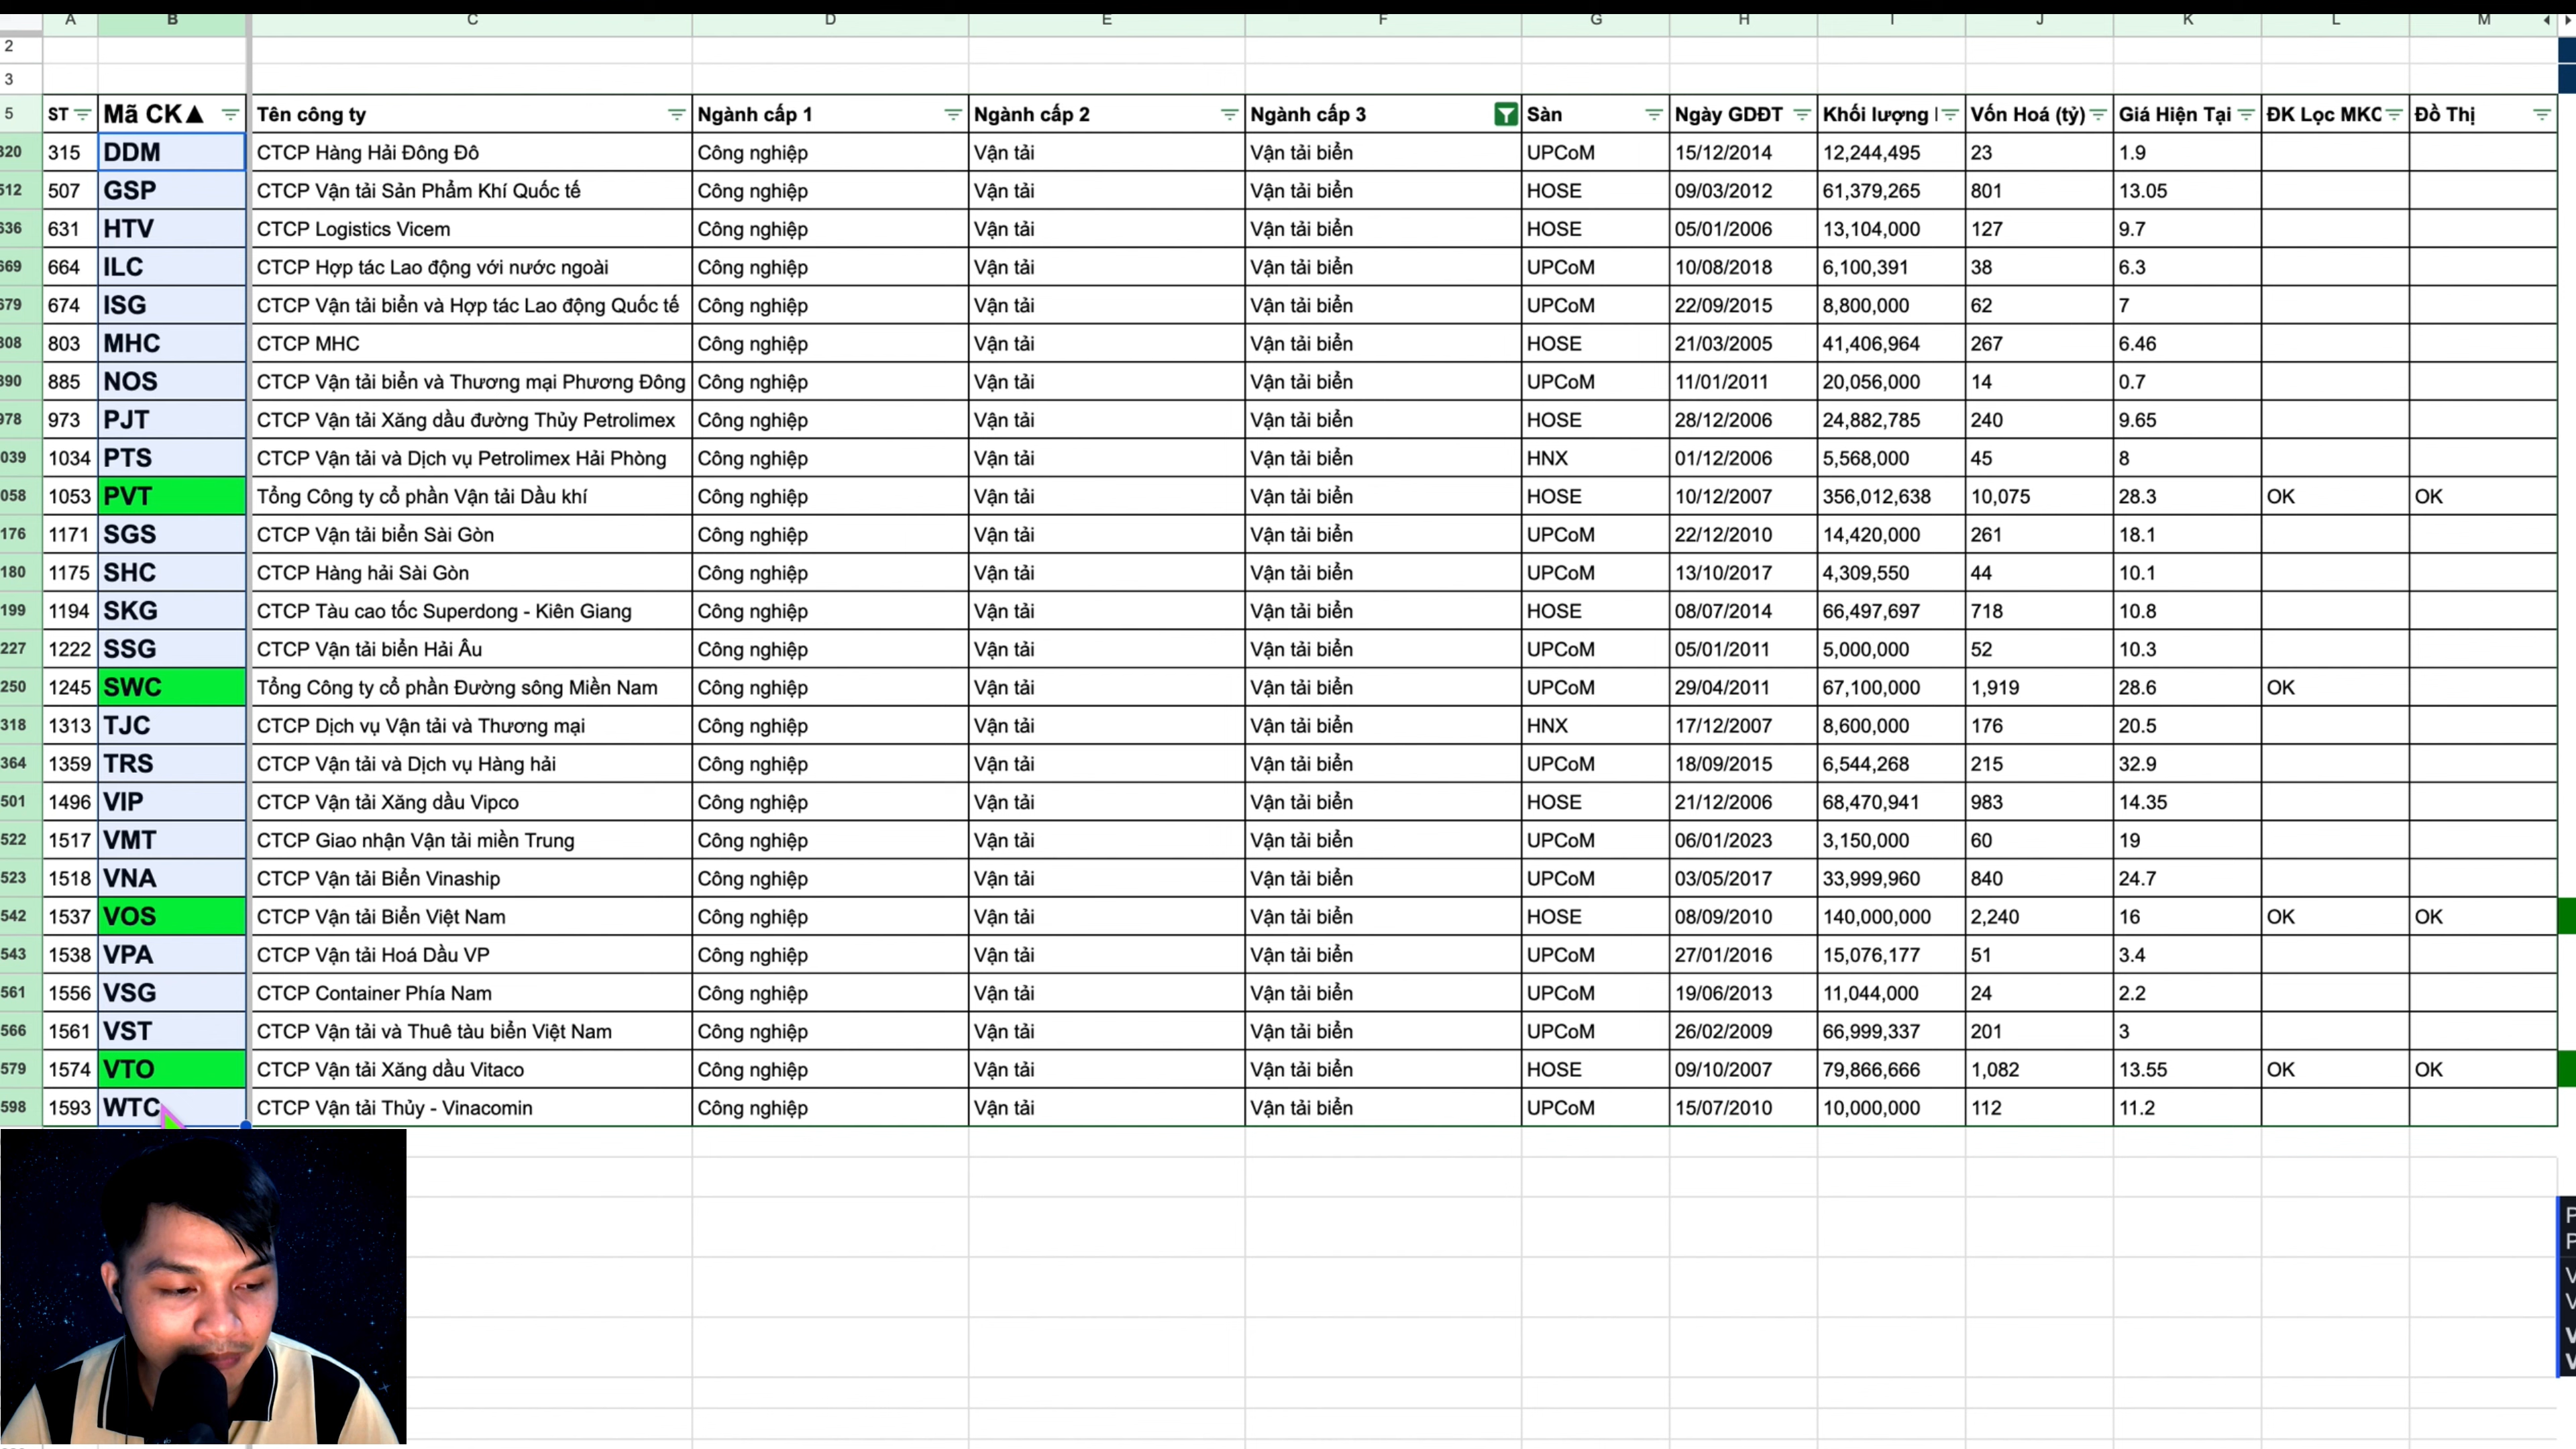 A B C D E F G H I J K L M
2
3
5 ST Mã CK▲ Tên công ty Ngành cấp 1 Ngành cấp 2 Ngành cấp 3 Sàn Ngày GDĐT Khối lượng Vốn Hoá (tỷ) Giá Hiện Tại ĐK Lọc MKC Đồ Thị
320 315 DDM CTCP Hàng Hải Đông Đô Công nghiệp Vận tải Vận tải biển UPCoM 15/12/2014 12,244,495 23 1.9
512 507 GSP CTCP Vận tải Sản Phẩm Khí Quốc tế Công nghiệp Vận tải Vận tải biển HOSE 09/03/2012 61,379,265 801 13.05
636 631 HTV CTCP Logistics Vicem Công nghiệp Vận tải Vận tải biển HOSE 05/01/2006 13,104,000 127 9.7
669 664 ILC CTCP Hợp tác Lao động với nước ngoài Công nghiệp Vận tải Vận tải biển UPCoM 10/08/2018 6,100,391 38 6.3
679 674 ISG CTCP Vận tải biển và Hợp tác Lao động Quốc tế Công nghiệp Vận tải Vận tải biển UPCoM 22/09/2015 8,800,000 62 7
808 803 MHC CTCP MHC Công nghiệp Vận tải Vận tải biển HOSE 21/03/2005 41,406,964 267 6.46
890 885 NOS CTCP Vận tải biển và Thương mại Phương Đông Công nghiệp Vận tải Vận tải biển UPCoM 11/01/2011 20,056,000 14 0.7
978 973 PJT CTCP Vận tải Xăng dầu đường Thủy Petrolimex Công nghiệp Vận tải Vận tải biển HOSE 28/12/2006 24,882,785 240 9.65
039 1034 PTS CTCP Vận tải và Dịch vụ Petrolimex Hải Phòng Công nghiệp Vận tải Vận tải biển HNX 01/12/2006 5,568,000 45 8
058 1053 PVT Tổng Công ty cổ phần Vận tải Dầu khí Công nghiệp Vận tải Vận tải biển HOSE 10/12/2007 356,012,638 10,075 28.3 OK OK
176 1171 SGS CTCP Vận tải biển Sài Gòn Công nghiệp Vận tải Vận tải biển UPCoM 22/12/2010 14,420,000 261 18.1
180 1175 SHC CTCP Hàng hải Sài Gòn Công nghiệp Vận tải Vận tải biển UPCoM 13/10/2017 4,309,550 44 10.1
199 1194 SKG CTCP Tàu cao tốc Superdong - Kiên Giang Công nghiệp Vận tải Vận tải biển HOSE 08/07/2014 66,497,697 718 10.8
227 1222 SSG CTCP Vận tải biển Hải Âu Công nghiệp Vận tải Vận tải biển UPCoM 05/01/2011 5,000,000 52 10.3
250 1245 SWC Tổng Công ty cổ phần Đường sông Miền Nam Công nghiệp Vận tải Vận tải biển UPCoM 29/04/2011 67,100,000 1,919 28.6 OK
318 1313 TJC CTCP Dịch vụ Vận tải và Thương mại Công nghiệp Vận tải Vận tải biển HNX 17/12/2007 8,600,000 176 20.5
364 1359 TRS CTCP Vận tải và Dịch vụ Hàng hải Công nghiệp Vận tải Vận tải biển UPCoM 18/09/2015 6,544,268 215 32.9
501 1496 VIP CTCP Vận tải Xăng dầu Vipco Công nghiệp Vận tải Vận tải biển HOSE 21/12/2006 68,470,941 983 14.35
522 1517 VMT CTCP Giao nhận Vận tải miền Trung Công nghiệp Vận tải Vận tải biển UPCoM 06/01/2023 3,150,000 60 19
523 1518 VNA CTCP Vận tải Biển Vinaship Công nghiệp Vận tải Vận tải biển UPCoM 03/05/2017 33,999,960 840 24.7
542 1537 VOS CTCP Vận tải Biển Việt Nam Công nghiệp Vận tải Vận tải biển HOSE 08/09/2010 140,000,000 2,240 16 OK OK
543 1538 VPA CTCP Vận tải Hoá Dầu VP Công nghiệp Vận tải Vận tải biển UPCoM 27/01/2016 15,076,177 51 3.4
561 1556 VSG CTCP Container Phía Nam Công nghiệp Vận tải Vận tải biển UPCoM 19/06/2013 11,044,000 24 2.2
566 1561 VST CTCP Vận tải và Thuê tàu biển Việt Nam Công nghiệp Vận tải Vận tải biển UPCoM 26/02/2009 66,999,337 201 3
579 1574 VTO CTCP Vận tải Xăng dầu Vitaco Công nghiệp Vận tải Vận tải biển HOSE 09/10/2007 79,866,666 1,082 13.55 OK OK
598 1593 WTC CTCP Vận tải Thủy - Vinacomin Công nghiệp Vận tải Vận tải biển UPCoM 15/07/2010 10,000,000 112 11.2